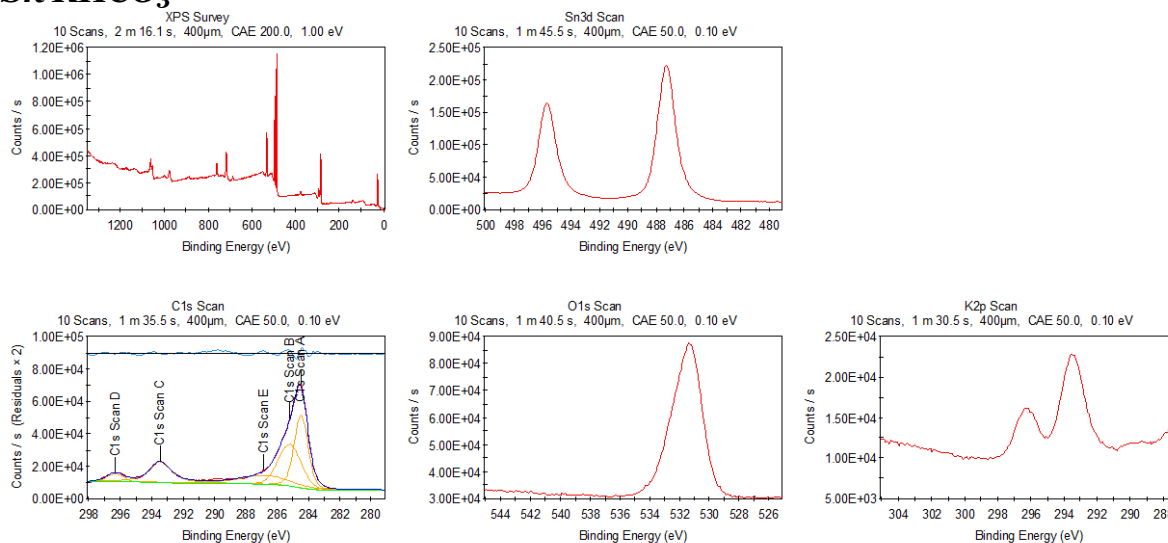 XPS Survey
10 Scans, 2 m 16.1 s, 400µm, CAE 200.0, 1.00 eV
1.20E+06
1.00E+06
8.00E+05
6.00E+05
4.00E+05
2.00E+05
0.00E+00
Counts / s
1200 1000 800 600 400 200 0
Binding Energy (eV)
Sn3d Scan
10 Scans, 1 m 45.5 s, 400µm, CAE 50.0, 0.10 eV
2.50E+05
2.00E+05
1.50E+05
1.00E+05
5.00E+04
0.00E+00
Counts / s
500 498 496 494 492 490 488 486 484 482 480
Binding Energy (eV)
C1s Scan
10 Scans, 1 m 35.5 s, 400µm, CAE 50.0, 0.10 eV
1.00E+05
8.00E+04
6.00E+04
4.00E+04
2.00E+04
0.00E+00
Counts / s (Residuals × 2)
C1s Scan D
C1s Scan C
C1s Scan E
C1s Scan B
C1s Scan A
298 296 294 292 290 288 286 284 282 280
Binding Energy (eV)
O1s Scan
10 Scans, 1 m 40.5 s, 400µm, CAE 50.0, 0.10 eV
9.00E+04
8.00E+04
7.00E+04
6.00E+04
5.00E+04
4.00E+04
3.00E+04
Counts / s
544 542 540 538 536 534 532 530 528 526
Binding Energy (eV)
K2p Scan
10 Scans, 1 m 30.5 s, 400µm, CAE 50.0, 0.10 eV
2.50E+04
2.00E+04
1.50E+04
1.00E+04
5.00E+03
Counts / s
304 302 300 298 296 294 292 290 288
Binding Energy (eV)